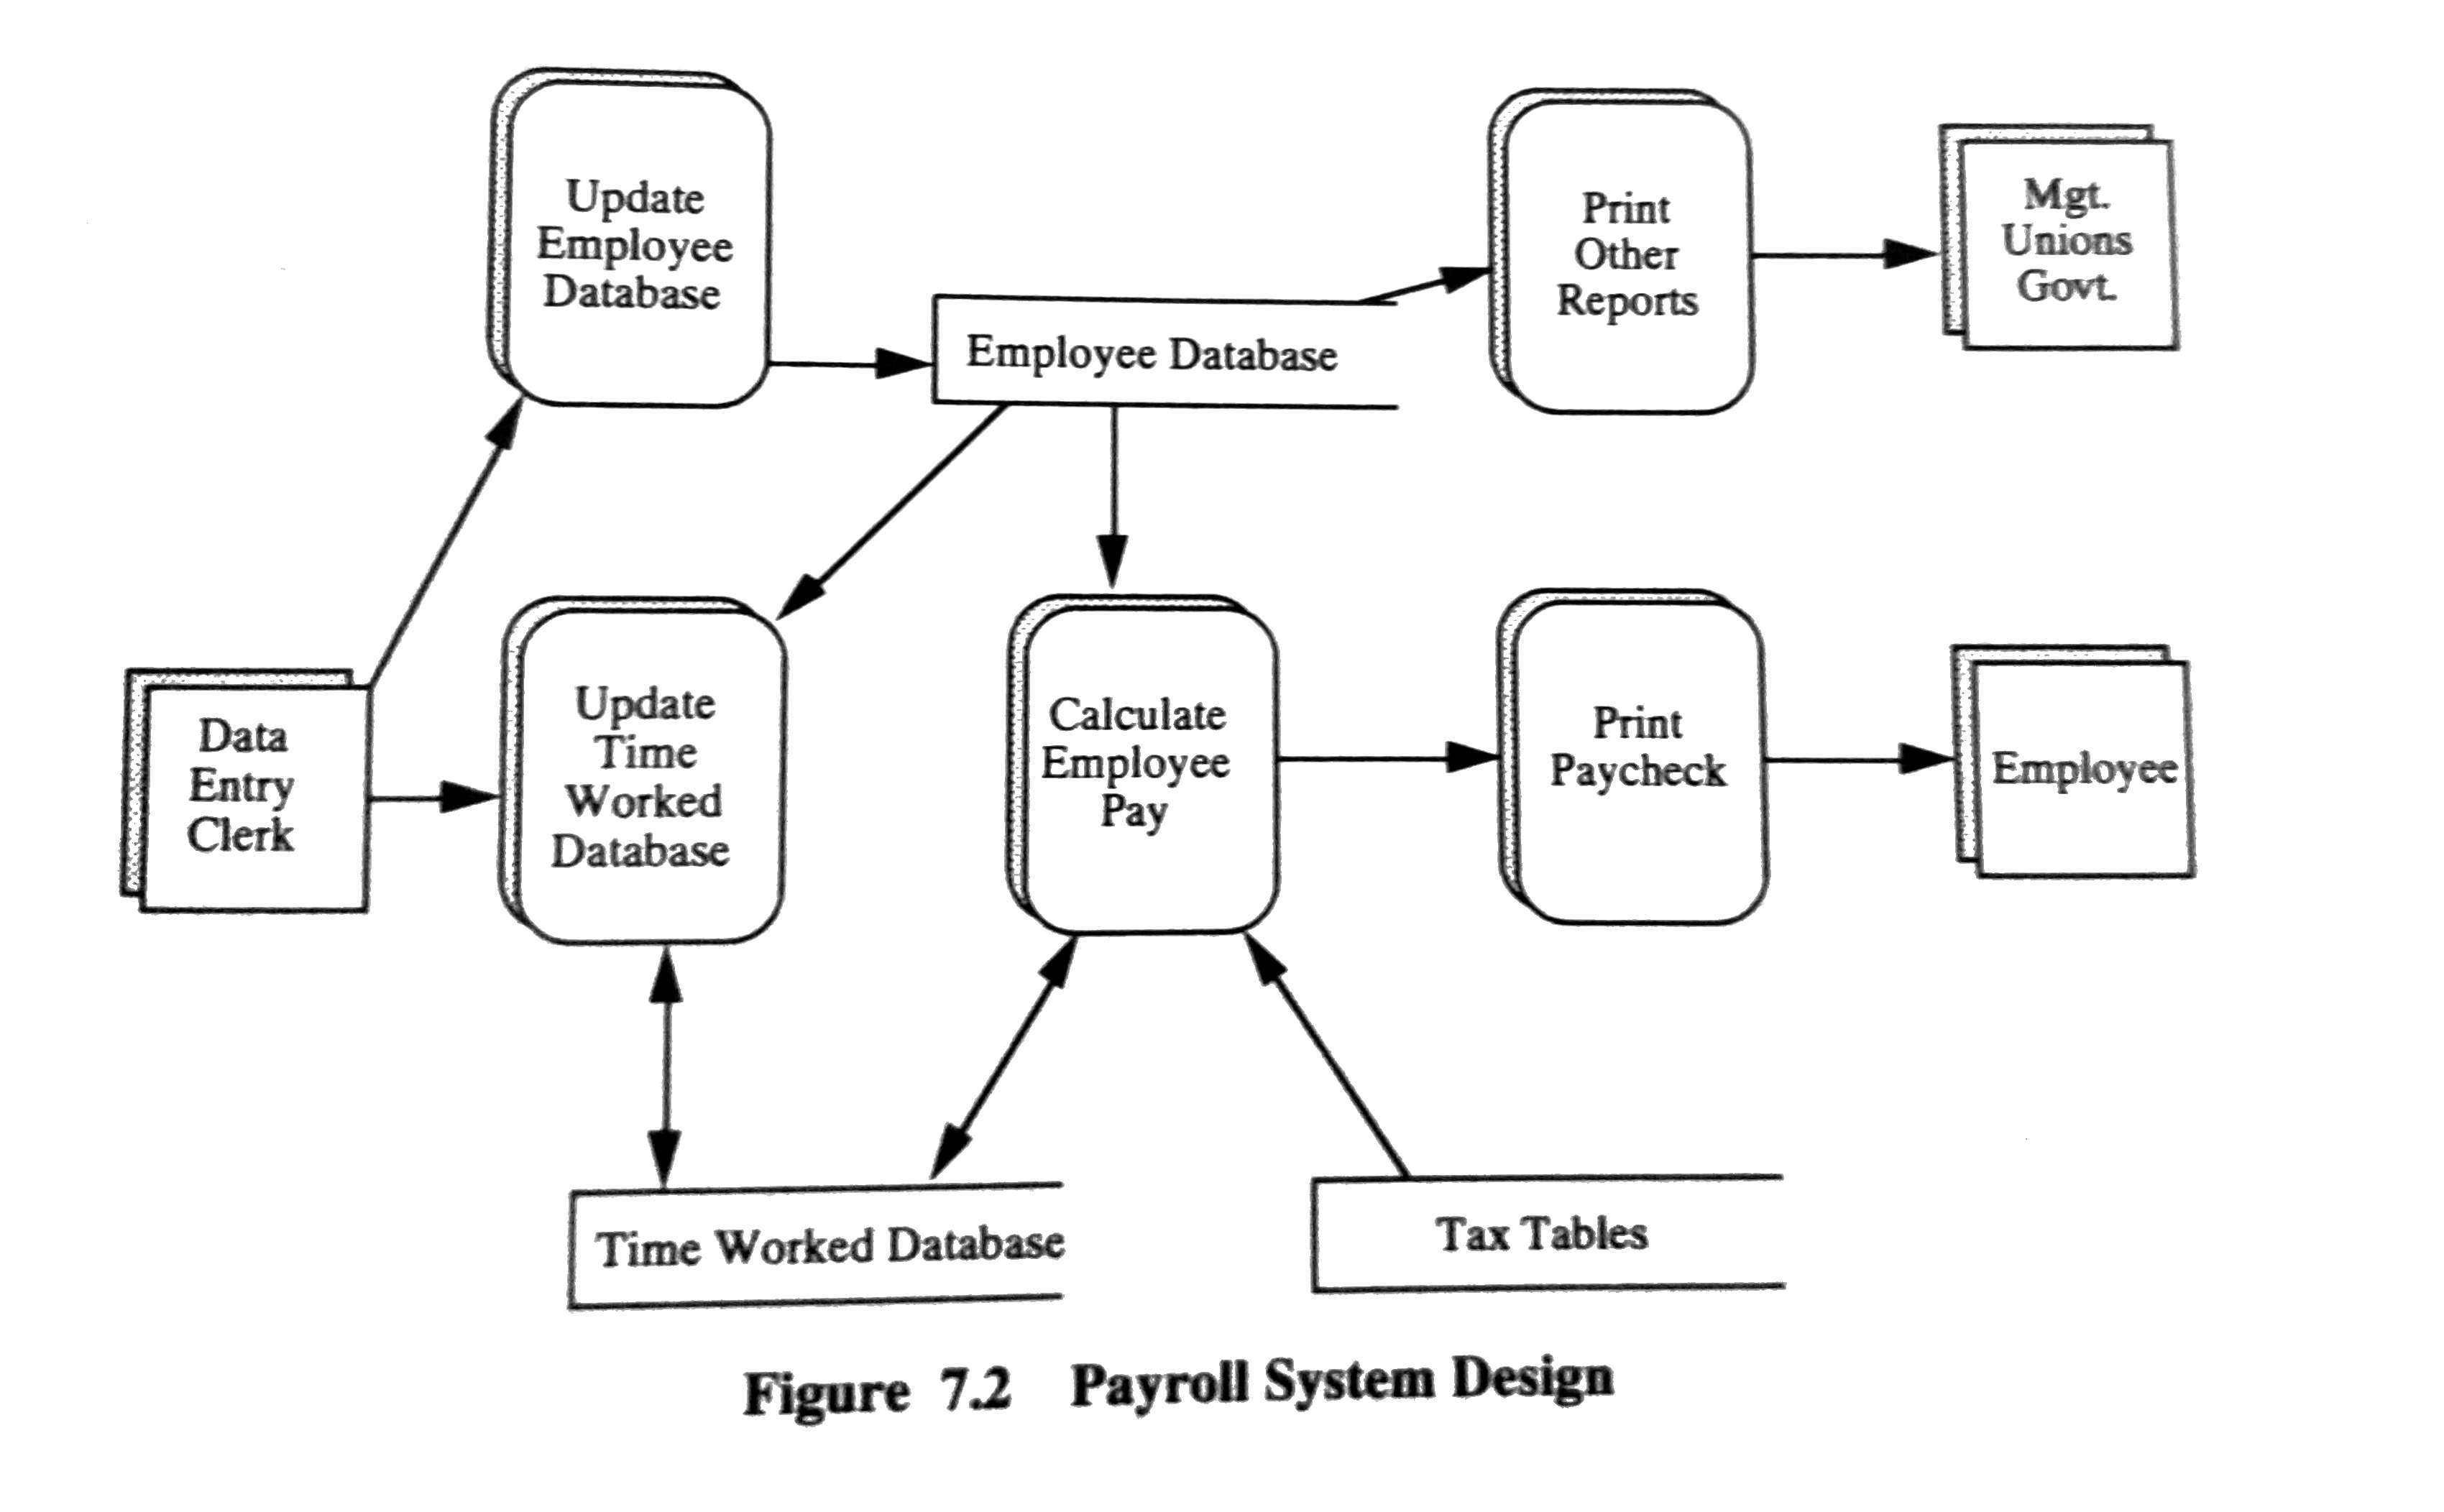 Update
Employee
Database
Print
Other
Reports
Mgt.
Unions
Govt.
Employee Database
Data
Entry
Clerk
Update
Time
Worked
Database
Calculate
Employee
Pay
Print
Paycheck
Employee
Time Worked Database
Tax Tables
Figure 7.2 Payroll System Design